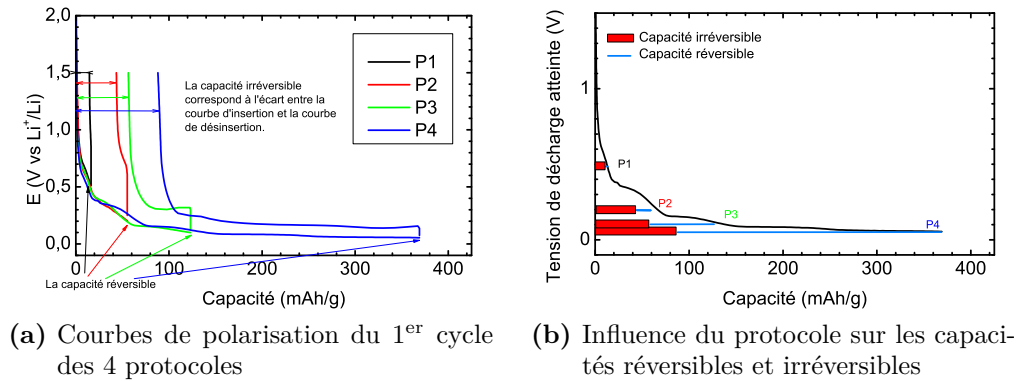 2,0
1,5
1,0
0,5
0,0
E (V vs Li+/Li)
La capacité irréversible
correspond à l'écart entre la
courbe d'insertion et la courbe
de désinsertion.
P1
P2
P3
P4
0
200
300
400
La capacité réversible
Capacité (mAh/g)
Tension de décharge atteinte (V)
1
0
Capacité irréversible
Capacité réversible
P1
P2
P3
P4
0
100
200
300
400
Capacité (mAh/g)
(a) Courbes de polarisation du 1er cycle
des 4 protocoles
(b) Influence du protocole sur les capaci-
tés réversibles et irréversibles